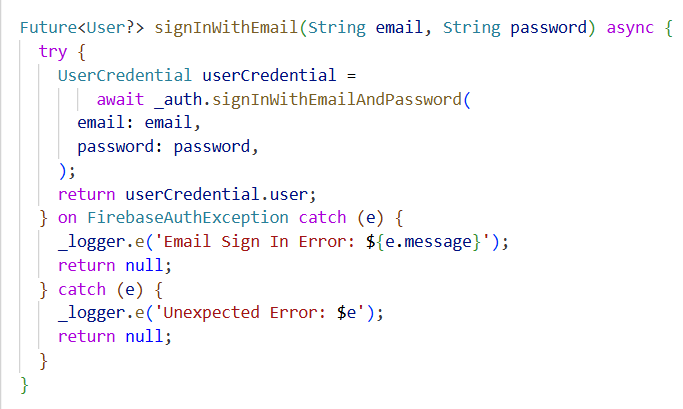 Future<User?> signInWithEmail(String email, String password) async {
  try {
    UserCredential userCredential =
        await _auth.signInWithEmailAndPassword(
      email: email,
      password: password,
    );
    return userCredential.user;
  } on FirebaseAuthException catch (e) {
    _logger.e('Email Sign In Error: ${e.message}');
    return null;
  } catch (e) {
    _logger.e('Unexpected Error: $e');
    return null;
  }
}